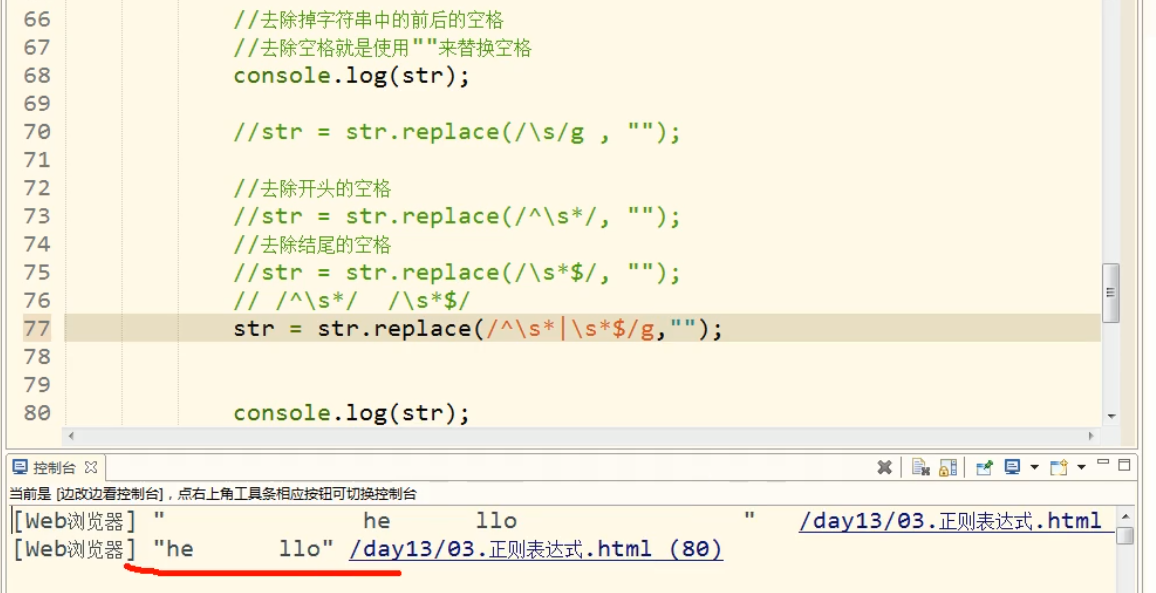 66 //去除掉字符串中的前后的空格
67 //去除空格就是使用""来替换空格
68 console.log(str);
69
70 //str = str.replace(/\s/g , "");
71
72 //去除开头的空格
73 //str = str.replace(/^\s*/, "");
74 //去除结尾的空格
75 //str = str.replace(/\s*$/, "");
76 // /^\s*/  /\s*$/
77 str = str.replace(/^\s*|\s*$/g,"");
78
79
80 console.log(str);
控制台
当前是 [边改边看控制台]，点右上角工具条相应按钮可切换控制台
[Web浏览器] "              he      llo                " /day13/03.正则表达式.html
[Web浏览器] "he      llo" /day13/03.正则表达式.html (80)